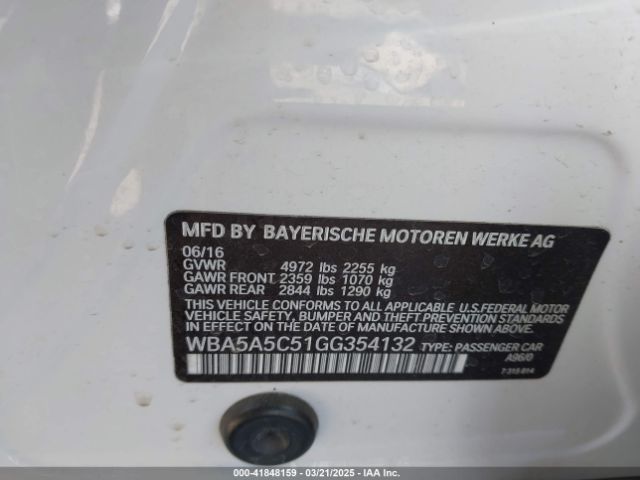 MFD BY BAYERISCHE MOTOREN WERKE AG
06/16
GVWR 4972 lbs 2255 kg
GAWR FRONT 2359 lbs 1070 kg
GAWR REAR 2844 lbs 1290 kg
THIS VEHICLE CONFORMS TO ALL APPLICABLE U.S.FEDERAL MOTOR
VEHICLE SAFETY, BUMPER AND THEFT PREVENTION STANDARDS
IN EFFECT ON THE DATE OF MANUFACTURE SHOWN ABOVE.
WBA5A5C51GG354132 TYPE: PASSENGER CAR
A96/0
000-41848159 - 03/21/2025 - IAA Inc.